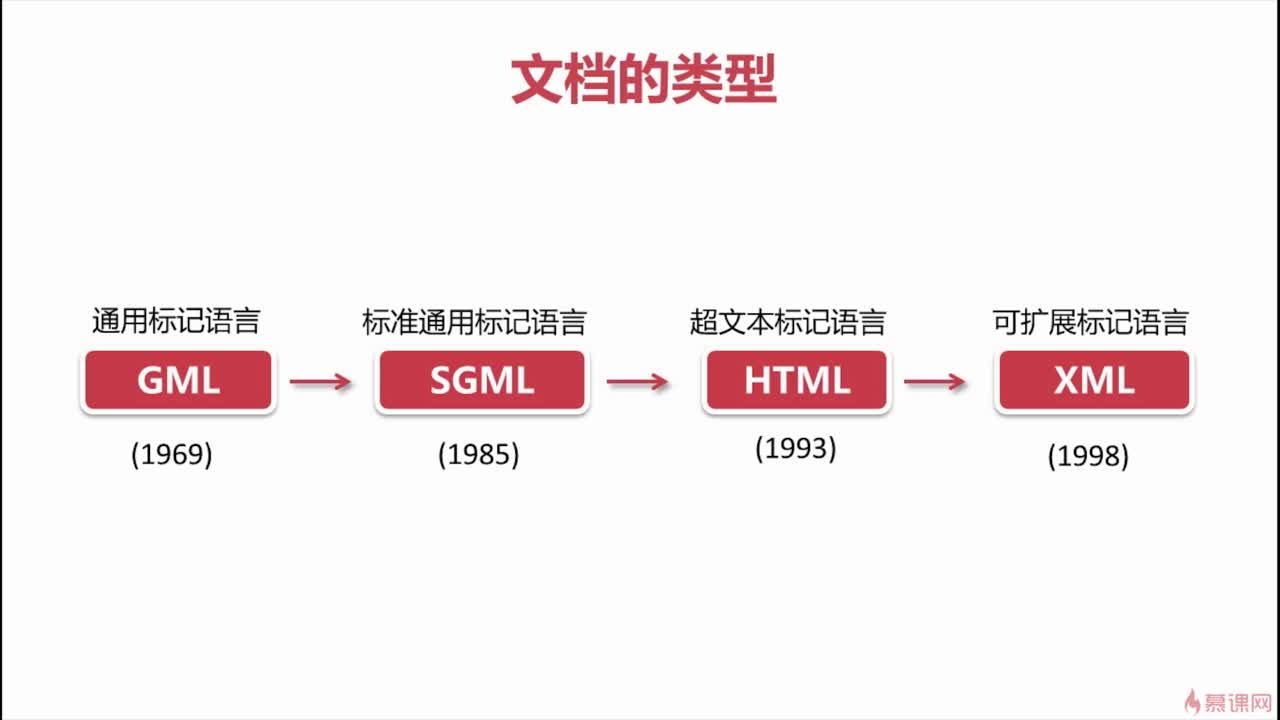 文档的类型
通用标记语言
GML
(1969)
标准通用标记语言
SGML
(1985)
超文本标记语言
HTML
(1993)
可扩展标记语言
XML
(1998)
慕课网